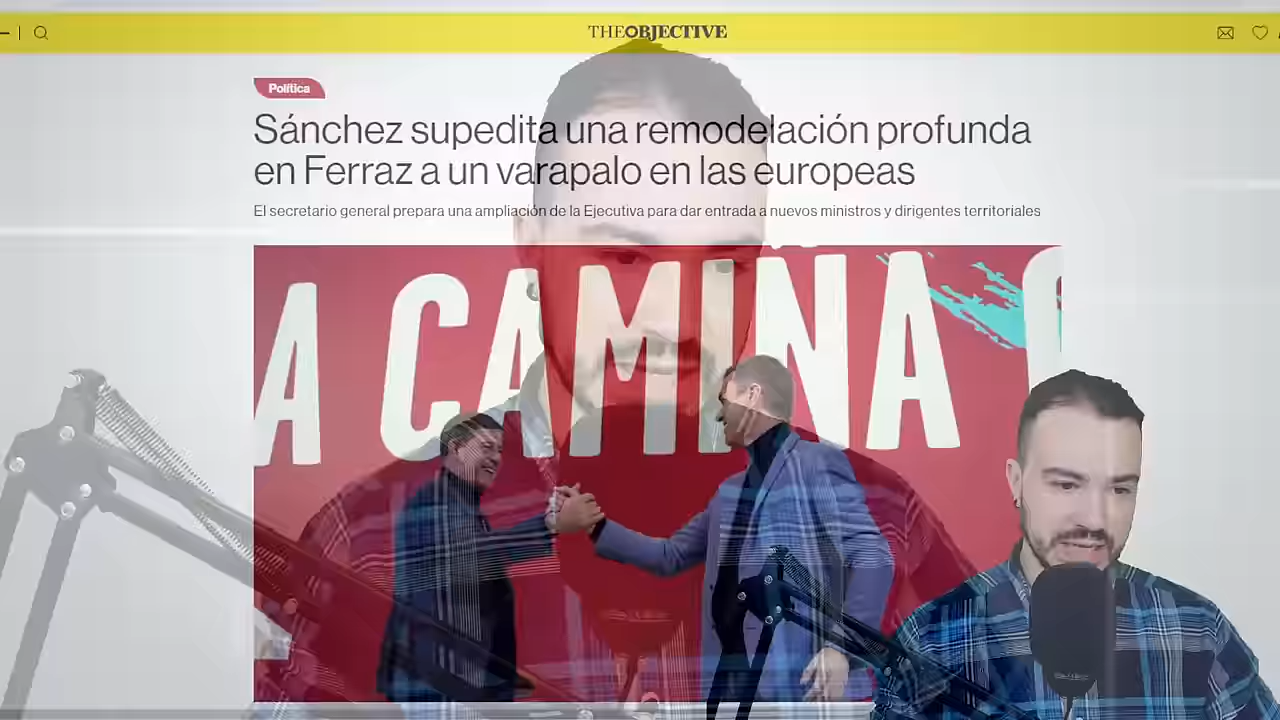 THEOBJECTIVE
Política
Sánchez supedita una remodelación profunda
en Ferraz a un varapalo en las europeas
El secretario general prepara una ampliación de la Ejecutiva para dar entrada a nuevos ministros y dirigentes territoriales
A CAMINA